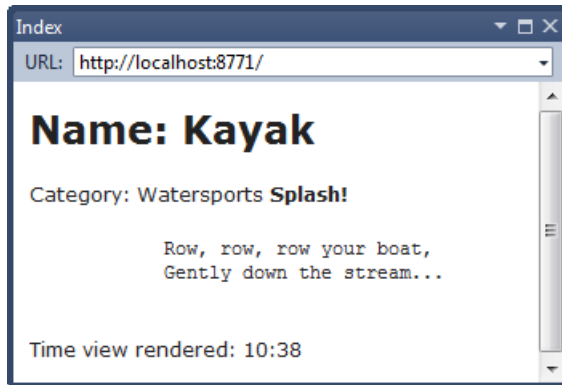 Index
URL: http://localhost:8771/
Name: Kayak
Category: Watersports Splash!
Row, row, row your boat,
Gently down the stream...
Time view rendered: 10:38